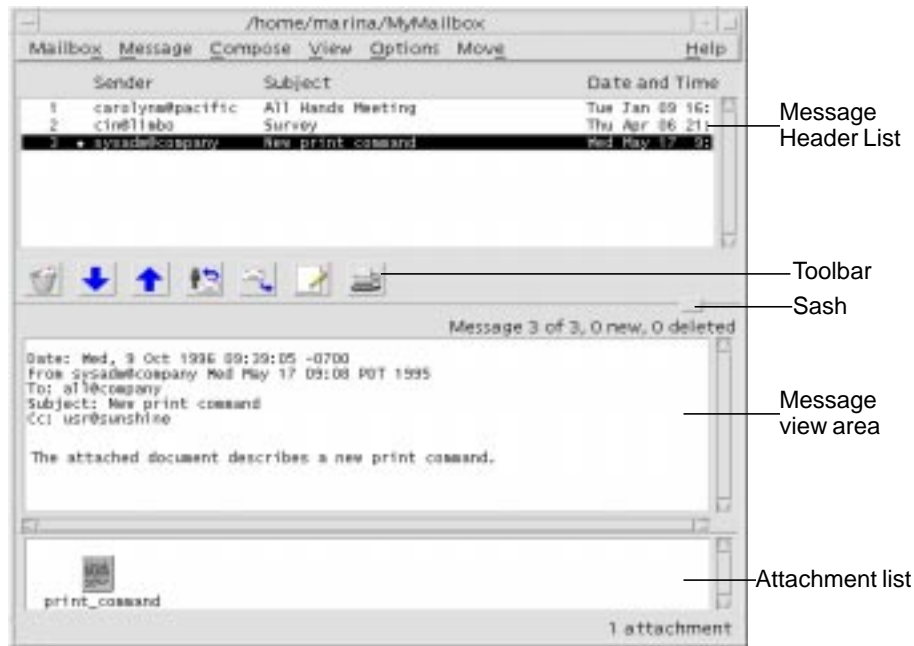 /home/marina/MyMailbox
Mailbox Message Compose View Options Move Help
Sender Subject Date and Time
1 carolynm@pacific All Hands Meeting Tue Jan 09 16:
2 cin@limbo Survey Thu Apr 06 21:
3 sysadm@company New print command Wed May 17 9:
Message
Header List
Toolbar
Sash
Message 3 of 3, 0 new, 0 deleted
Date: Wed, 9 Oct 1996 09:39:05 -0700
From sysadm@company Wed May 17 09:08 PDT 1995
To: all@company
Subject: New print command
Cc: usr@sunshine
The attached document describes a new print command.
Message
view area
print_command
Attachment list
1 attachment